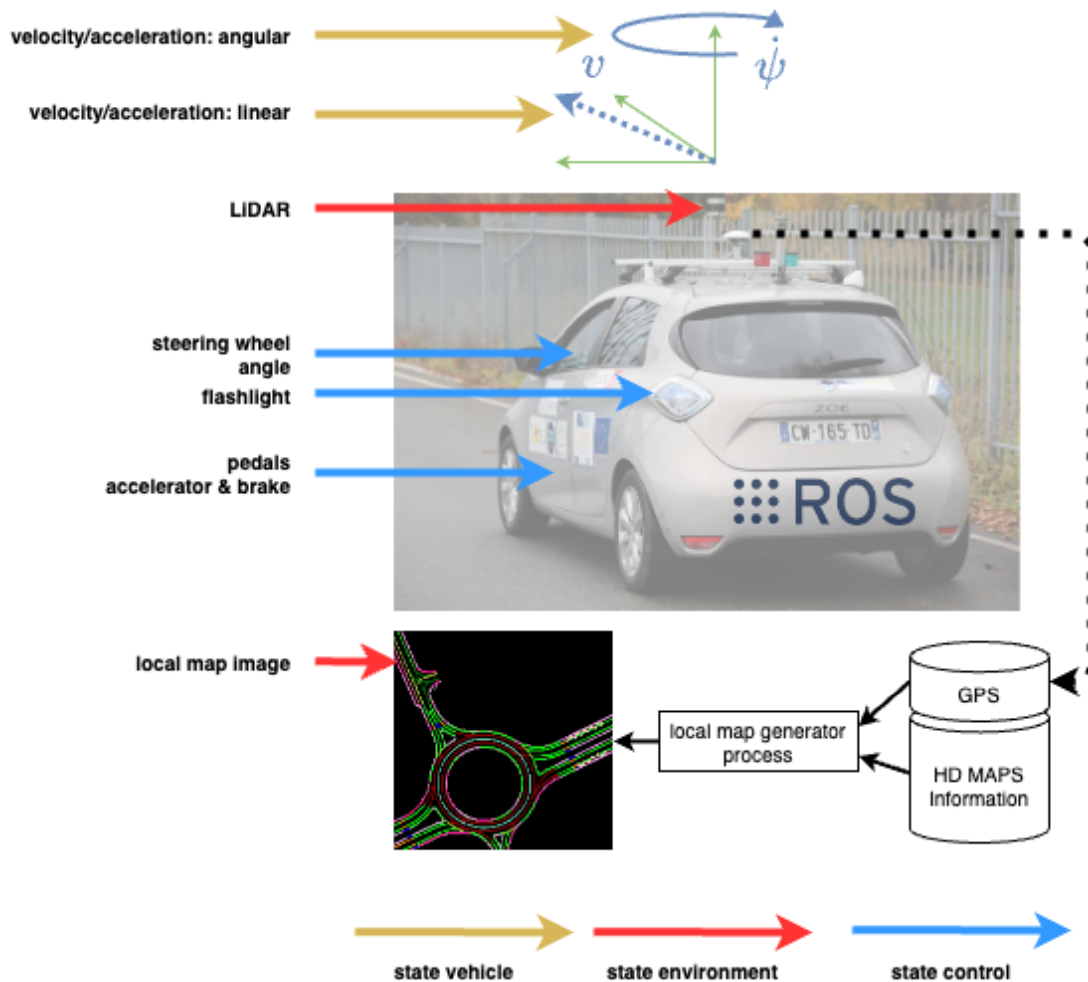 velocity/acceleration: angular
v
ψ̇
velocity/acceleration: linear
LiDAR
steering wheel
angle
flashlight
ZOE
CW-165-TD
pedals
accelerator & brake
ROS
local map image
GPS
local map generator
process
HD MAPS
Information
state vehicle
state environment
state control